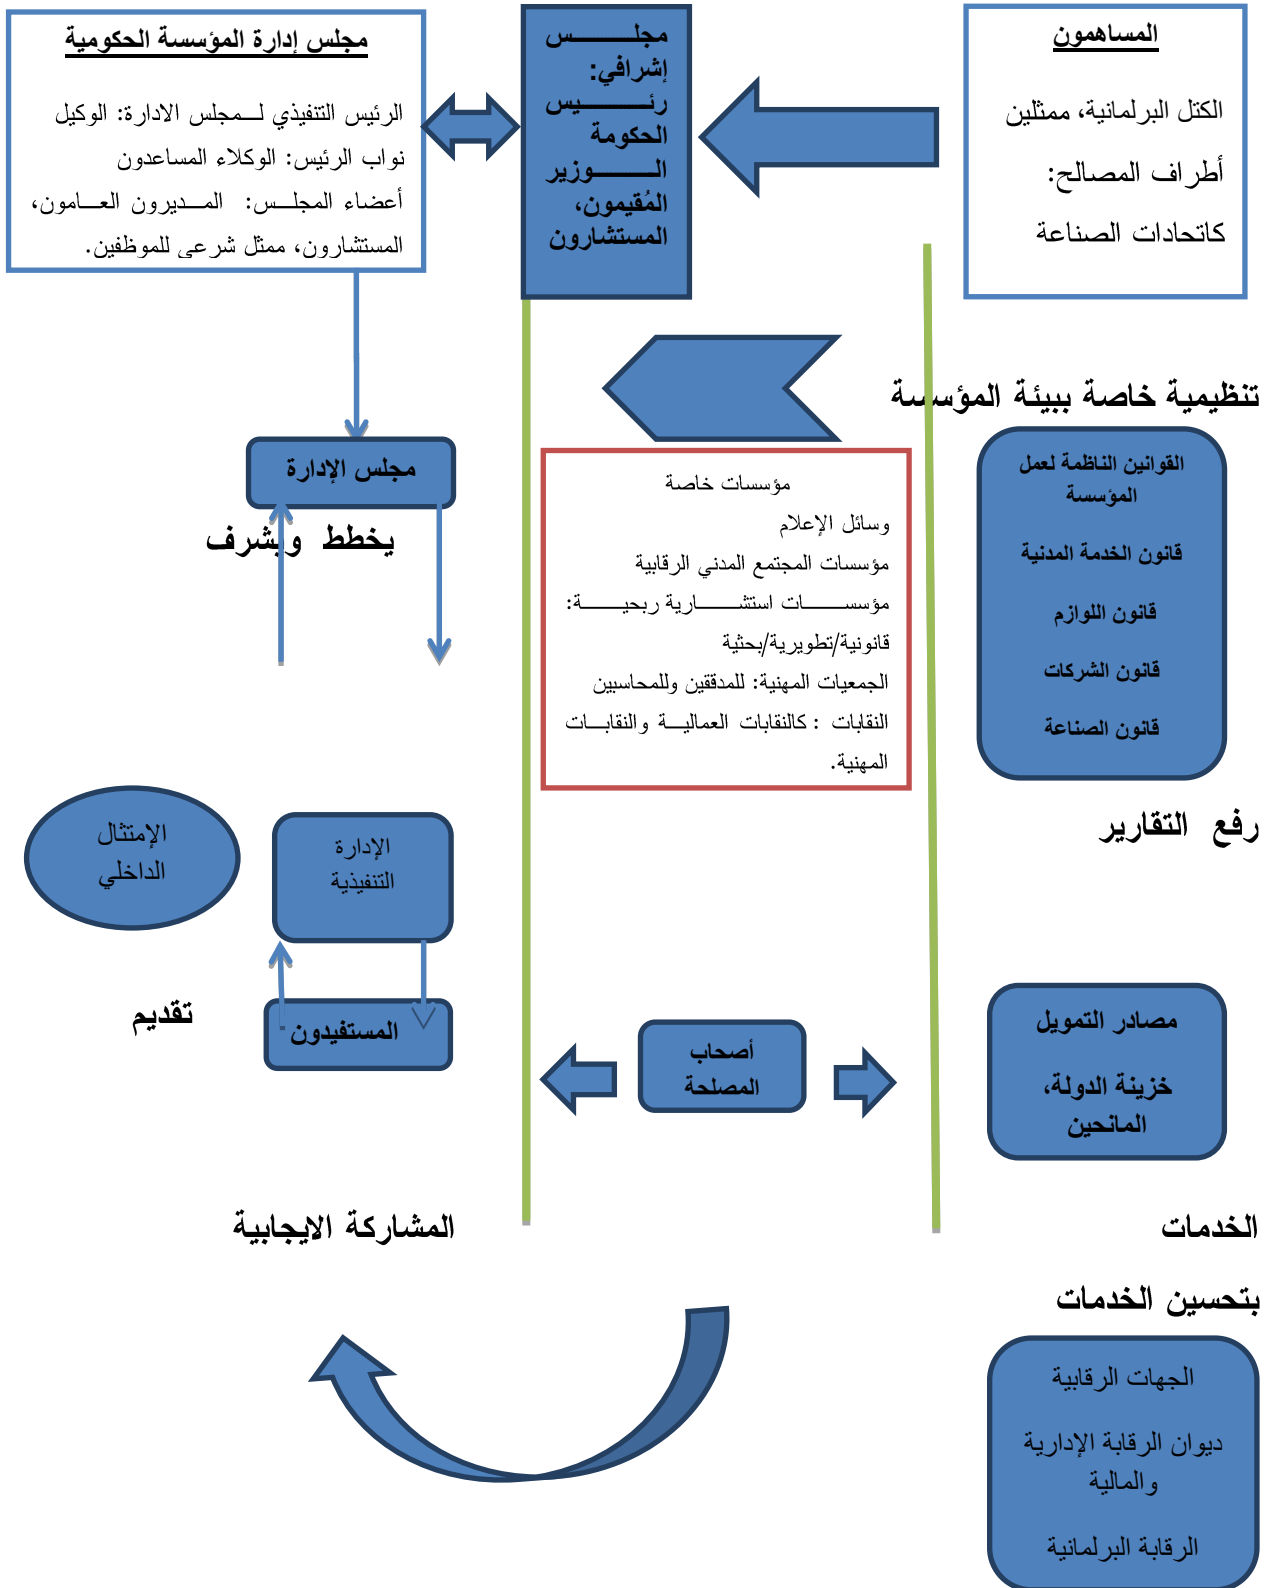 المساهمون
الكتل البرلمانية، ممثلين
أطراف المصالح:
كاتحادات الصناعة
مجلس
إشرافي:
رئيس
الحكومة
الوزير
المُقيمون،
المستشارون
مجلس إدارة المؤسسة الحكومية
الرئيس التنفيذي لمجلس الادارة: الوكيل
نواب الرئيس: الوكلاء المساعدون
أعضاء المجلس: المديرون العامون،
المستشارون، ممثل شرعي للموظفين.
تنظيمية خاصة ببيئة المؤسسة
القوانين الناظمة لعمل
المؤسسة
قانون الخدمة المدنية
قانون اللوازم
قانون الشركات
قانون الصناعة
مؤسسات خاصة
وسائل الإعلام
مؤسسات المجتمع المدني الرقابية
مؤسسات استشارية ربحية:
قانونية/تطويرية/بحثية
الجمعيات المهنية: للمدققين وللمحاسبين
النقابات : كالنقابات العمالية والنقابات
المهنية.
مجلس الإدارة
يخطط ويشرف
رفع التقارير
الإدارة
التنفيذية
الإمتثال
الداخلي
مصادر التمويل
خزينة الدولة،
المانحين
أصحاب
المصلحة
المستفيدون
تقديم
الخدمات
المشاركة الايجابية
بتحسين الخدمات
الجهات الرقابية
ديوان الرقابة الإدارية
والمالية
الرقابة البرلمانية